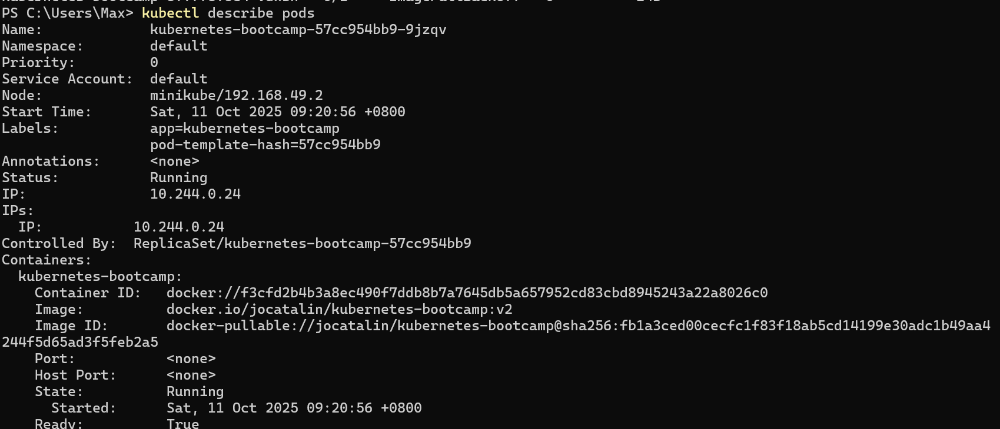 PS C:\Users\Max> kubectl describe pods
Name:             kubernetes-bootcamp-57cc954bb9-9jzqv
Namespace:        default
Priority:         0
Service Account:  default
Node:             minikube/192.168.49.2
Start Time:       Sat, 11 Oct 2025 09:20:56 +0800
Labels:           app=kubernetes-bootcamp
                  pod-template-hash=57cc954bb9
Annotations:      <none>
Status:           Running
IP:               10.244.0.24
IPs:
  IP:           10.244.0.24
Controlled By:  ReplicaSet/kubernetes-bootcamp-57cc954bb9
Containers:
  kubernetes-bootcamp:
    Container ID:   docker://f3cfd2b4b3a8ec490f7ddb8b7a7645db5a657952cd83cbd8945243a22a8026c0
    Image:          docker.io/jocatalin/kubernetes-bootcamp:v2
    Image ID:       docker-pullable://jocatalin/kubernetes-bootcamp@sha256:fb1a3ced00cecfc1f83f18ab5cd14199e30adc1b49aa4
244f5d65ad3f5feb2a5
    Port:           <none>
    Host Port:      <none>
    State:          Running
      Started:      Sat, 11 Oct 2025 09:20:56 +0800
    Ready:          True